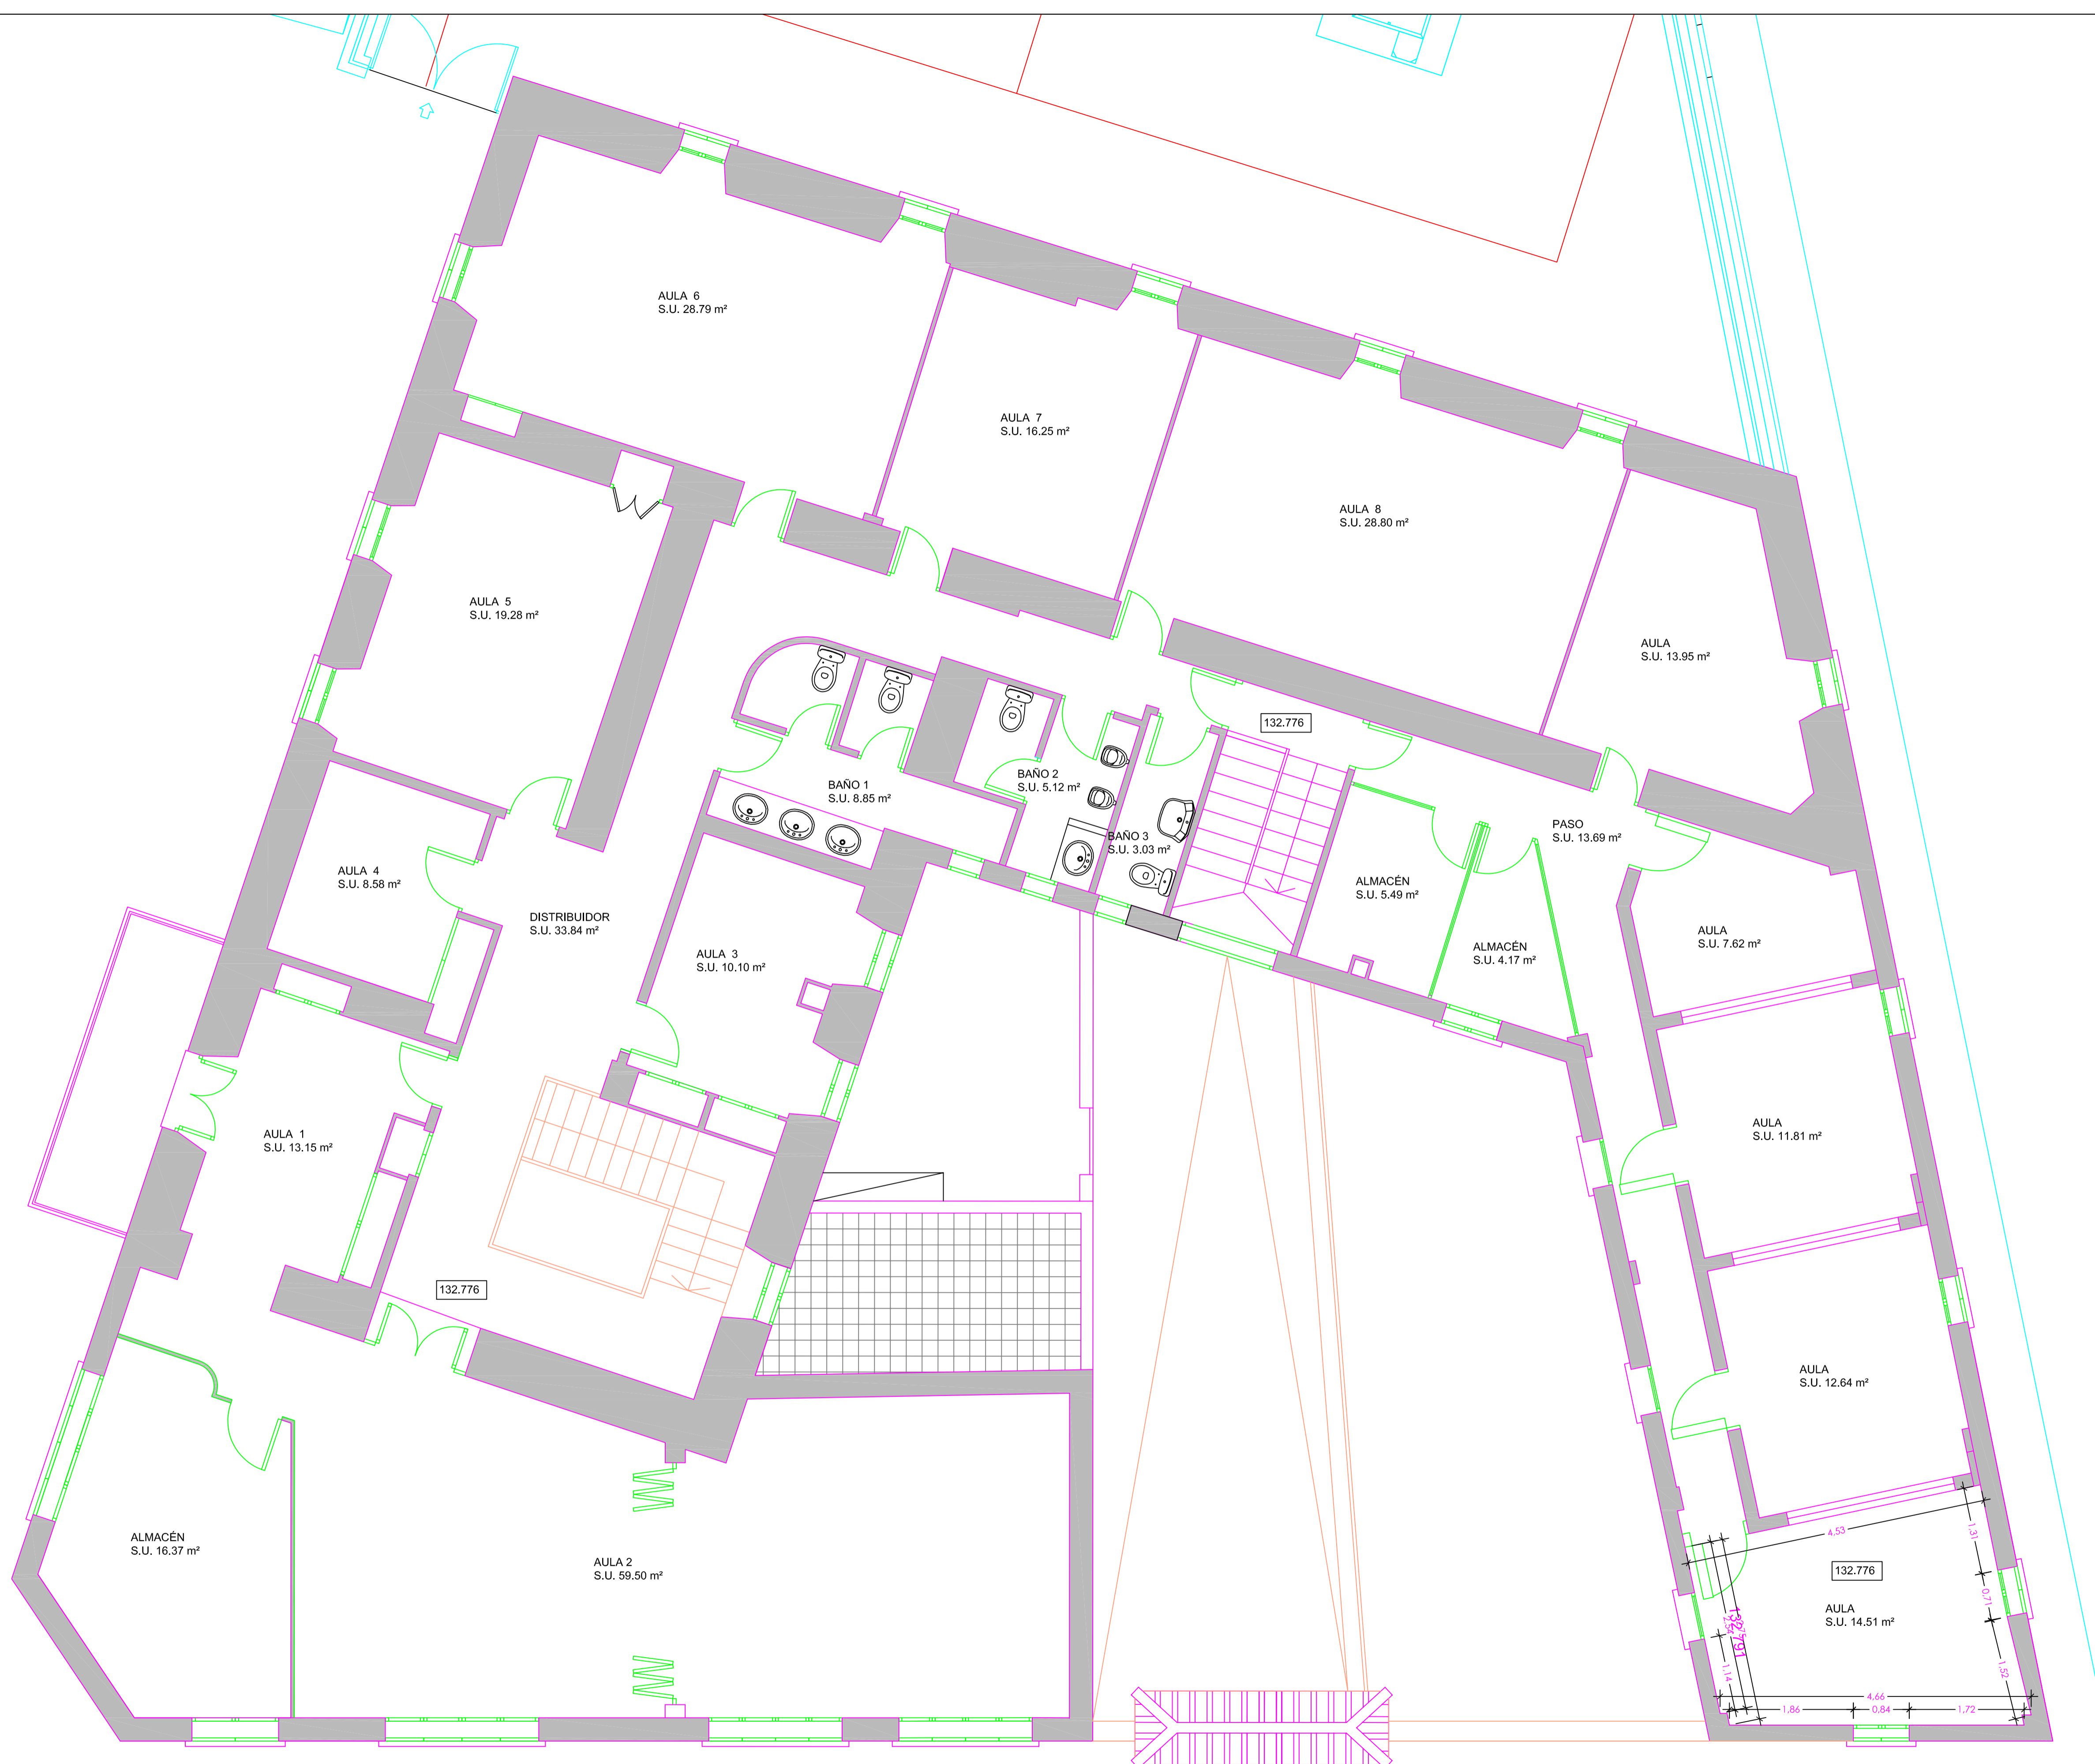 AULA 6
S.U. 28.79 m²
AULA 7
S.U. 16.25 m²
AULA 8
S.U. 28.80 m²
AULA 5
S.U. 19.28 m²
AULA
S.U. 13.95 m²
132.776
BAÑO 1
S.U. 8.85 m²
BAÑO 2
S.U. 5.12 m²
BAÑO 3
S.U. 3.03 m²
PASO
S.U. 13.69 m²
AULA 4
S.U. 8.58 m²
ALMACÉN
S.U. 5.49 m²
DISTRIBUIDOR
S.U. 33.84 m²
AULA
S.U. 7.62 m²
AULA 3
S.U. 10.10 m²
ALMACÉN
S.U. 4.17 m²
AULA 1
S.U. 13.15 m²
AULA
S.U. 11.81 m²
132.776
AULA
S.U. 12.64 m²
ALMACÉN
S.U. 16.37 m²
AULA 2
S.U. 59.50 m²
4,53
1,31
132.776
0,71
AULA
S.U. 14.51 m²
132.791
1,14
1,52
4,66
1,86
0,84
1,72